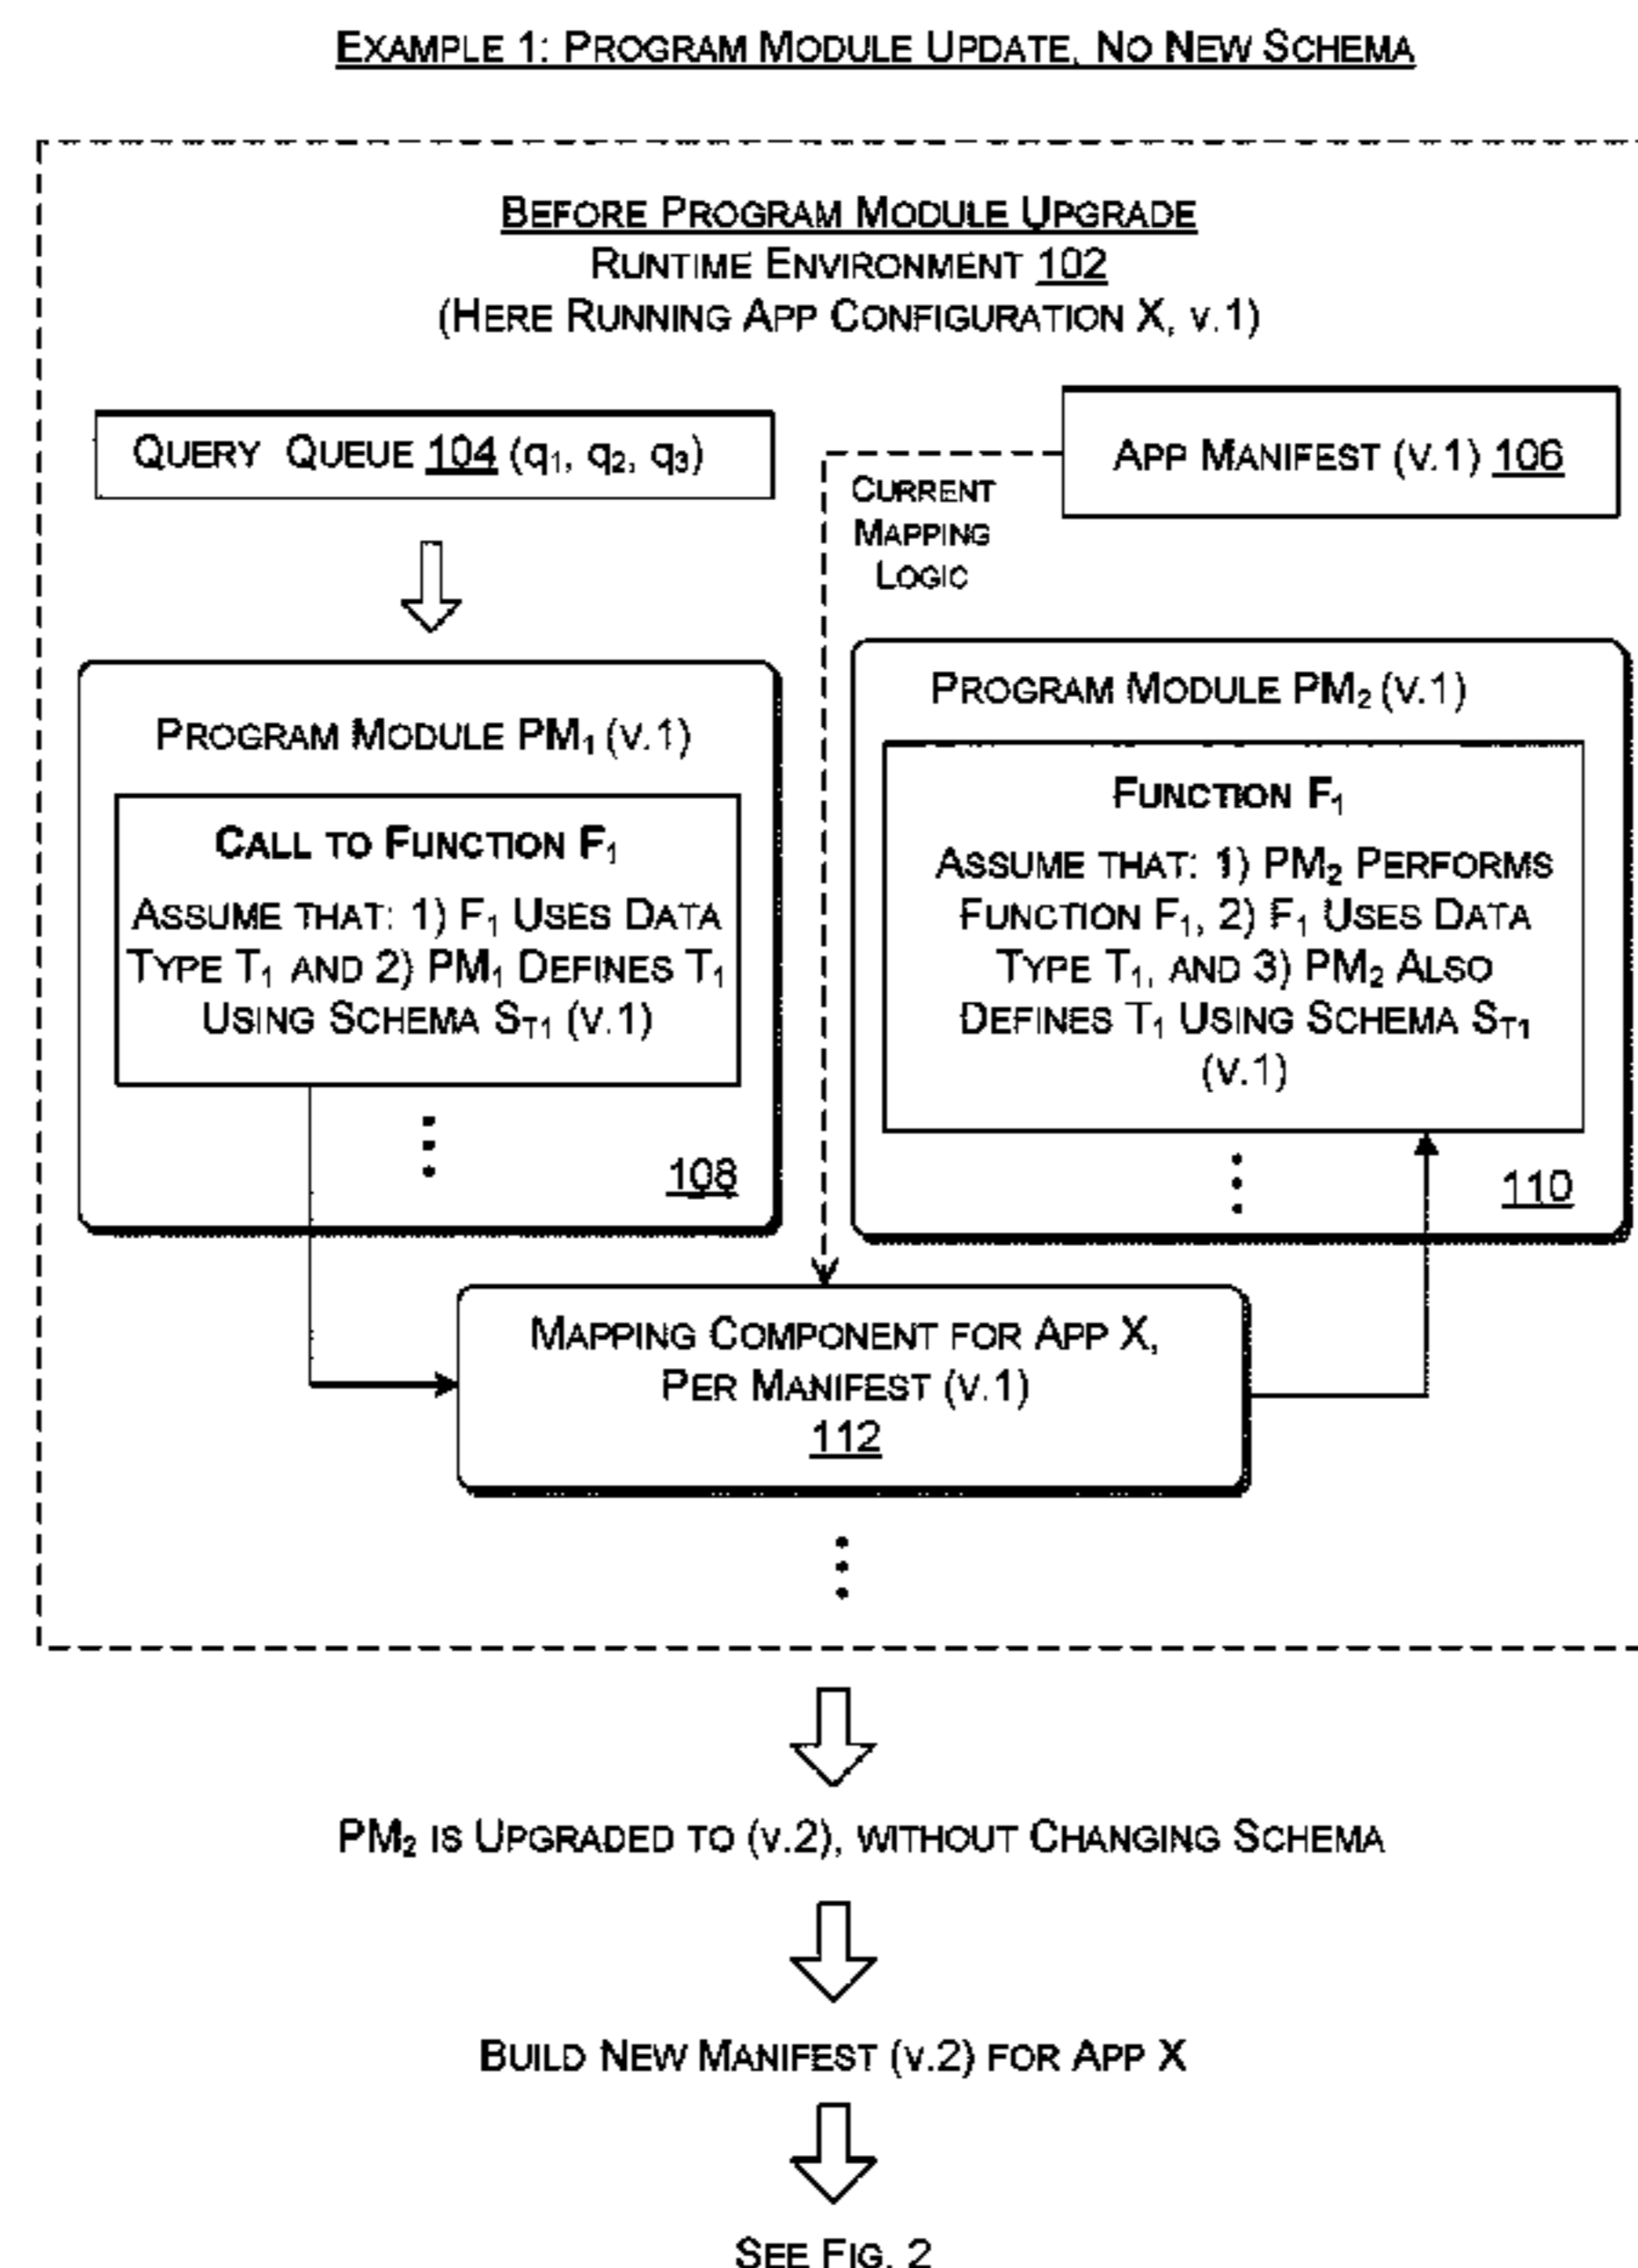 EXAMPLE 1: PROGRAM MODULE UPDATE, NO NEW SCHEMA
BEFORE PROGRAM MODULE UPGRADE
RUNTIME ENVIRONMENT 102
(HERE RUNNING APP CONFIGURATION X, V.1)
QUERY QUEUE 104 (q₁, q₂, q₃)
APP MANIFEST (V.1) 106
CURRENT
MAPPING
LOGIC
PROGRAM MODULE PM₁ (V.1)
CALL TO FUNCTION F₁
ASSUME THAT: 1) F₁ USES DATA
TYPE T₁ AND 2) PM₁ DEFINES T₁
USING SCHEMA S_T1 (V.1)
108
PROGRAM MODULE PM₂ (V.1)
FUNCTION F₁
ASSUME THAT: 1) PM₂ PERFORMS
FUNCTION F₁, 2) F₁ USES DATA
TYPE T₁, AND 3) PM₂ ALSO
DEFINES T₁ USING SCHEMA S_T1
(V.1)
110
MAPPING COMPONENT FOR APP X,
PER MANIFEST (V.1)
112
PM₂ IS UPGRADED TO (V.2), WITHOUT CHANGING SCHEMA
BUILD NEW MANIFEST (V.2) FOR APP X
SEE FIG. 2